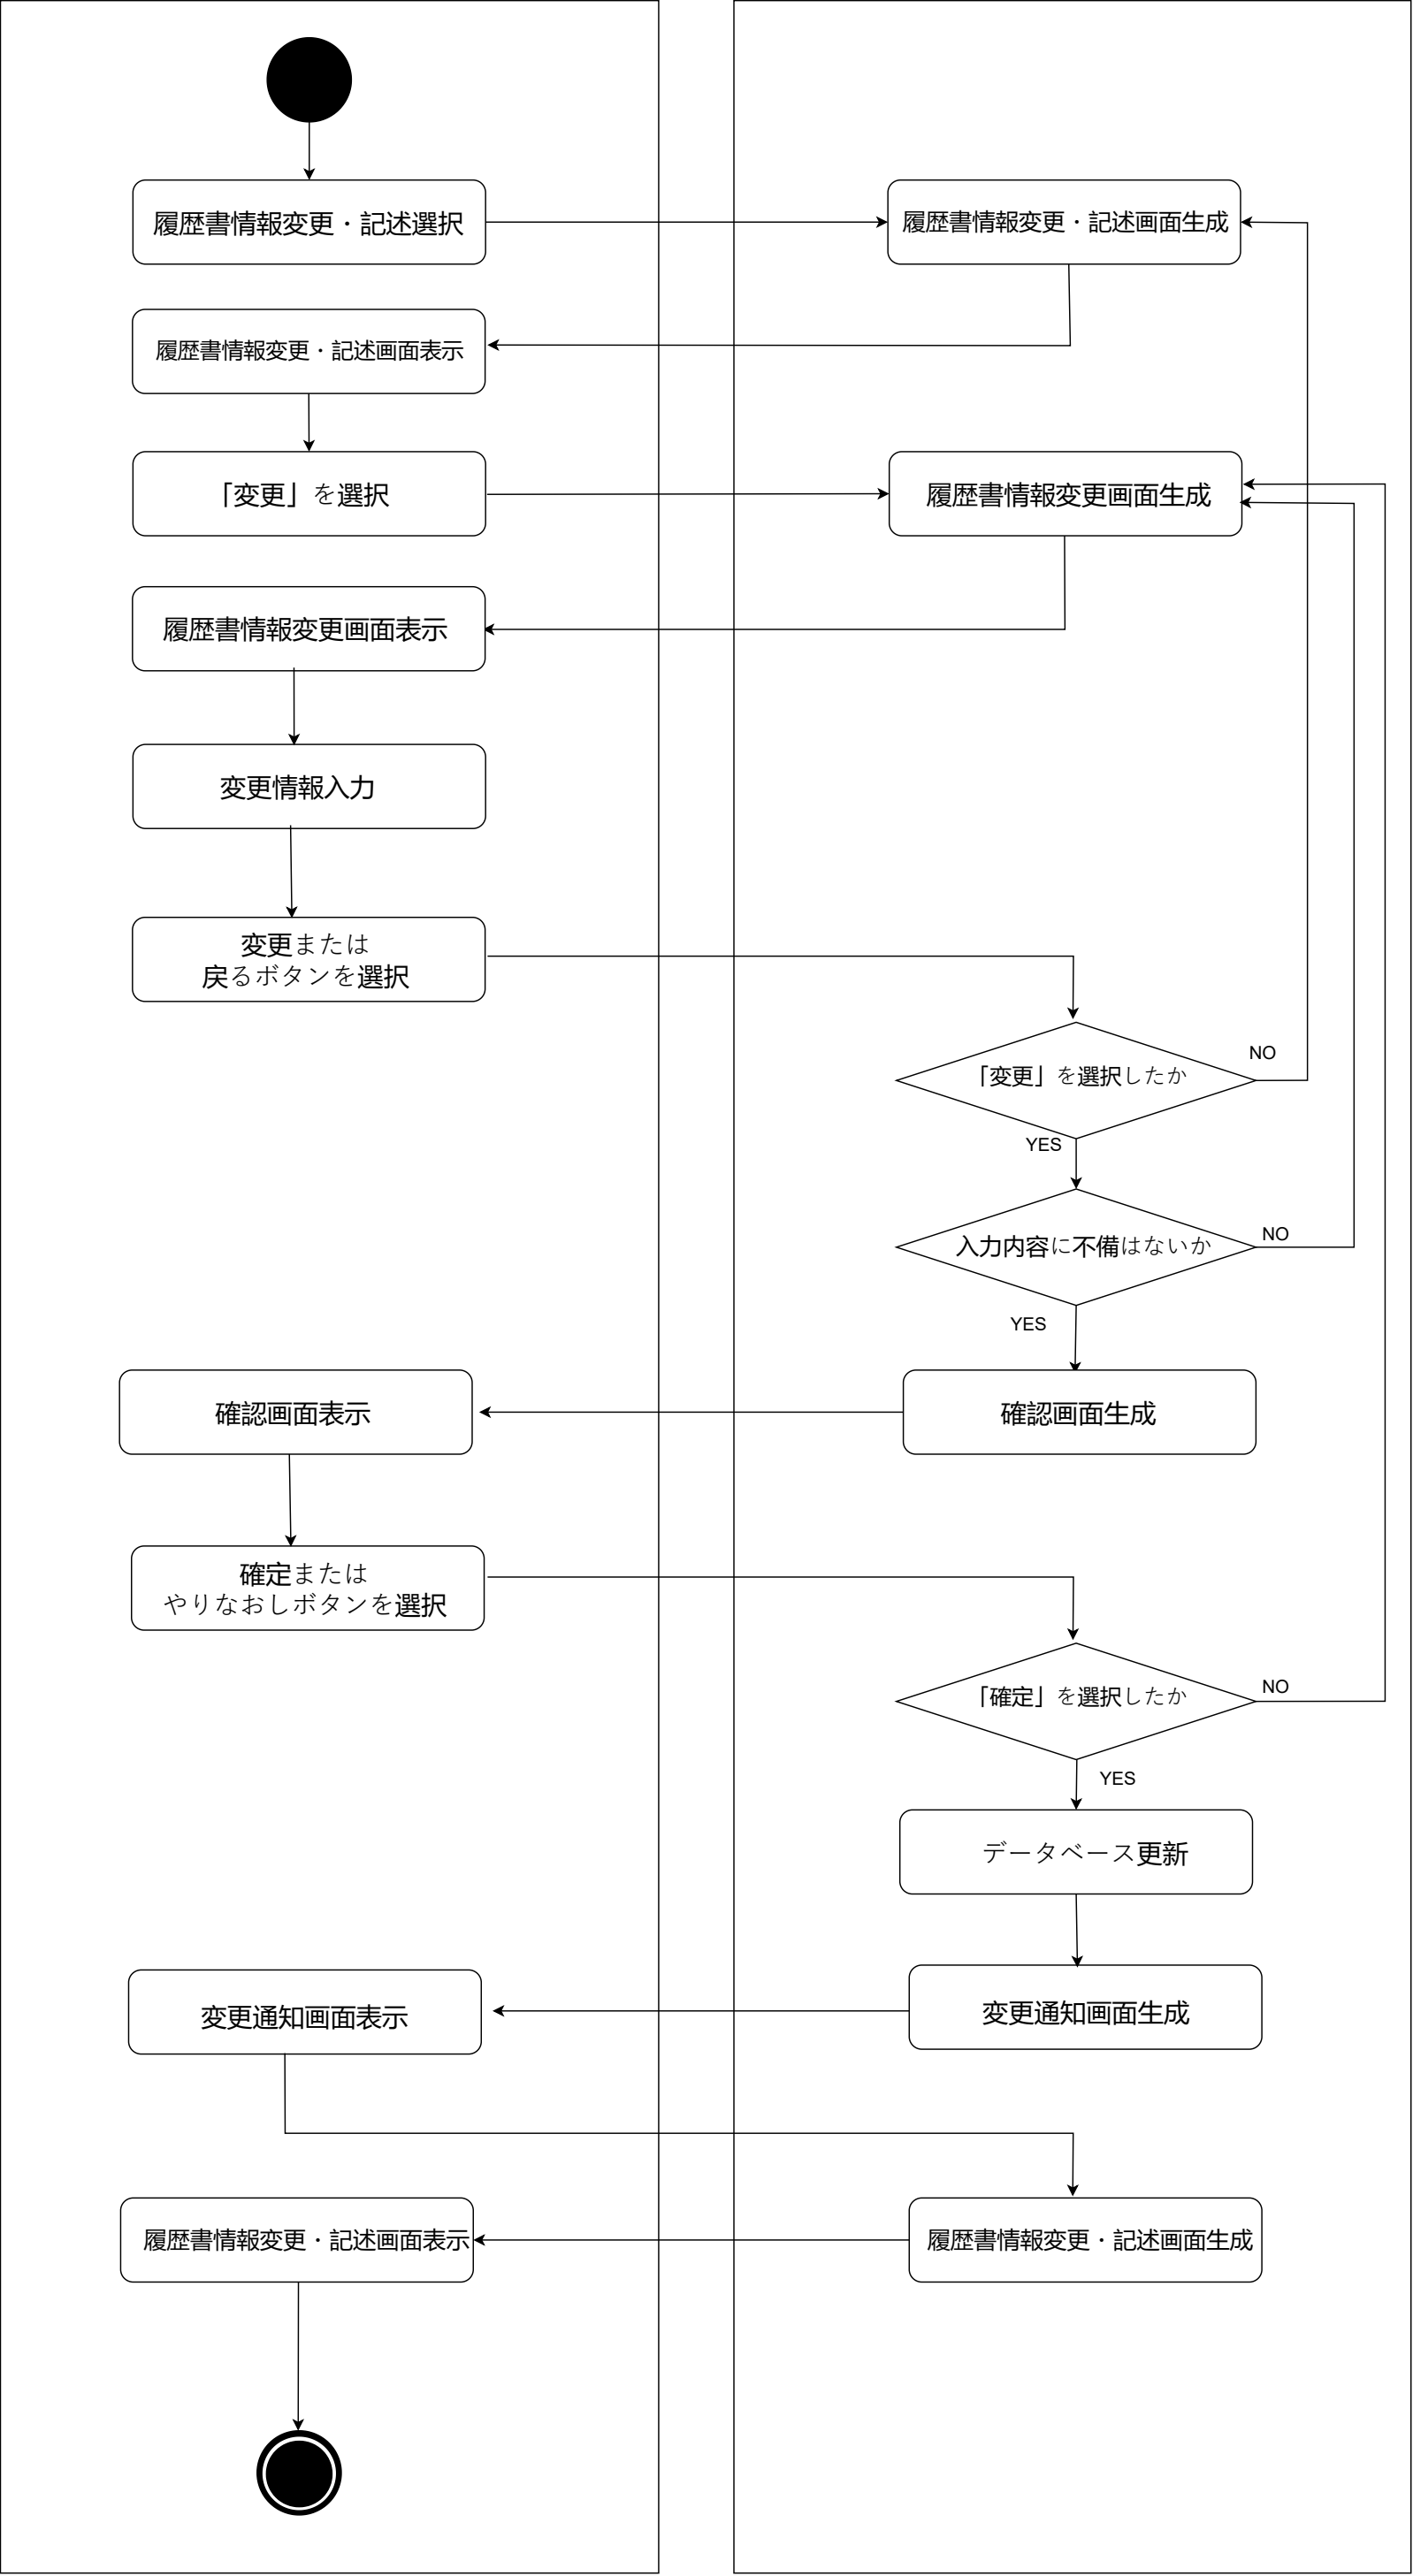 履歴書情報変更・記述選択
履歴書情報変更・記述画面生成
履歴書情報変更・記述画面表示
「変更」を選択
履歴書情報変更画面生成
履歴書情報変更画面表示
変更情報入力
変更または
戻るボタンを選択
「変更」を選択したか
NO
YES
入力内容に不備はないか
NO
YES
確認画面表示
確認画面生成
確定または
やりなおしボタンを選択
「確定」を選択したか
NO
YES
データベース更新
変更通知画面表示
変更通知画面生成
履歴書情報変更・記述画面表示
履歴書情報変更・記述画面生成